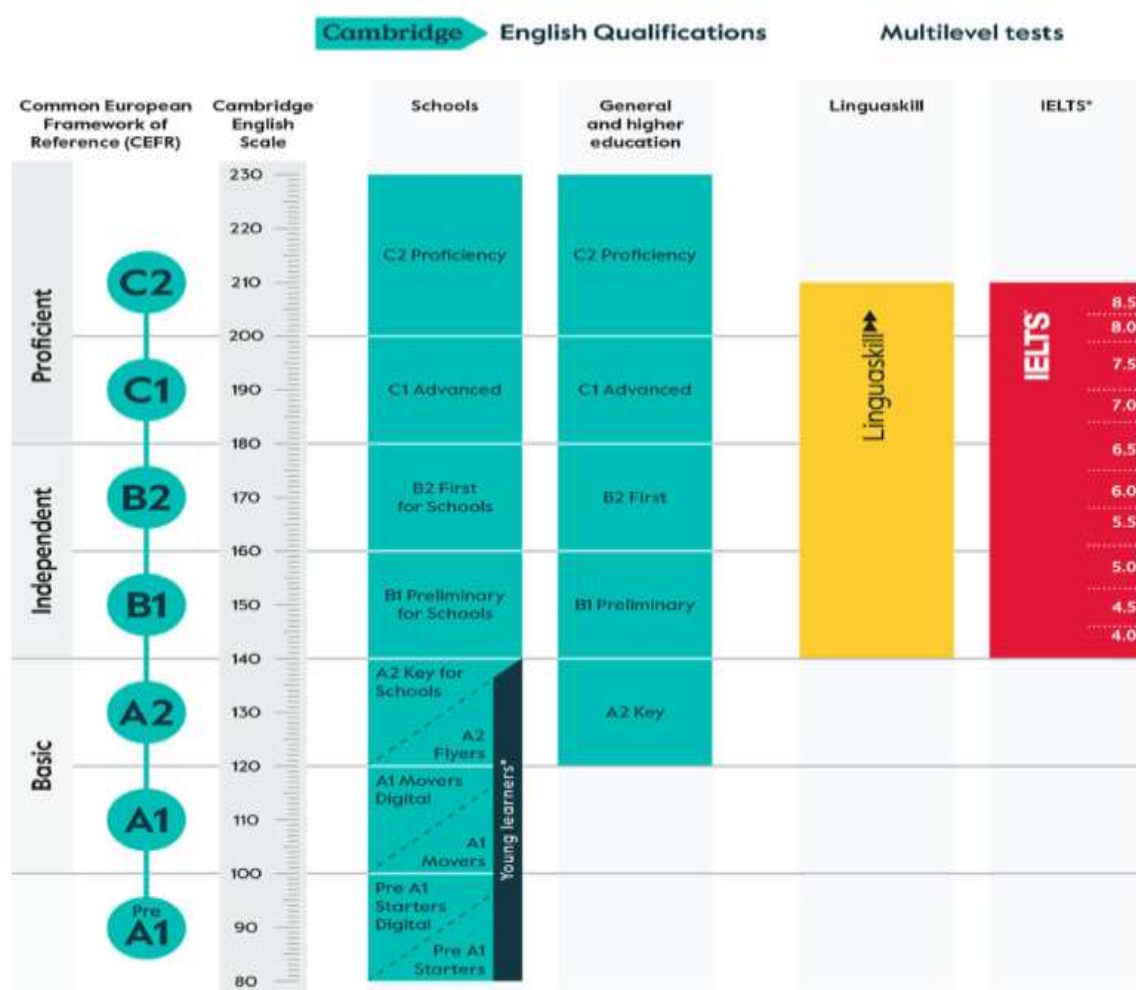 Cambridge English Qualifications
Multilevel tests
Common European
Framework of
Reference (CEFR)
Cambridge
English
Scale
Schools
General
and higher
education
Linguaskill
IELTS*
Proficient
Independent
Basic
C2
C1
B2
B1
A2
A1
Pre
A1
230
220
210
200
190
180
170
160
150
140
130
120
110
100
90
80
C2 Proficiency
C1 Advanced
B2 First
for Schools
B1 Preliminary
for Schools
A2 Key for
Schools
A2
Flyers
A1 Movers
Digital
A1
Movers
Pre A1
Starters
Digital
Pre A1
Starters
Young learners*
C2 Proficiency
C1 Advanced
B2 First
B1 Preliminary
A2 Key
Linguaskill
IELTS
8.5
8.0
7.5
7.0
6.5
6.0
5.5
5.0
4.5
4.0